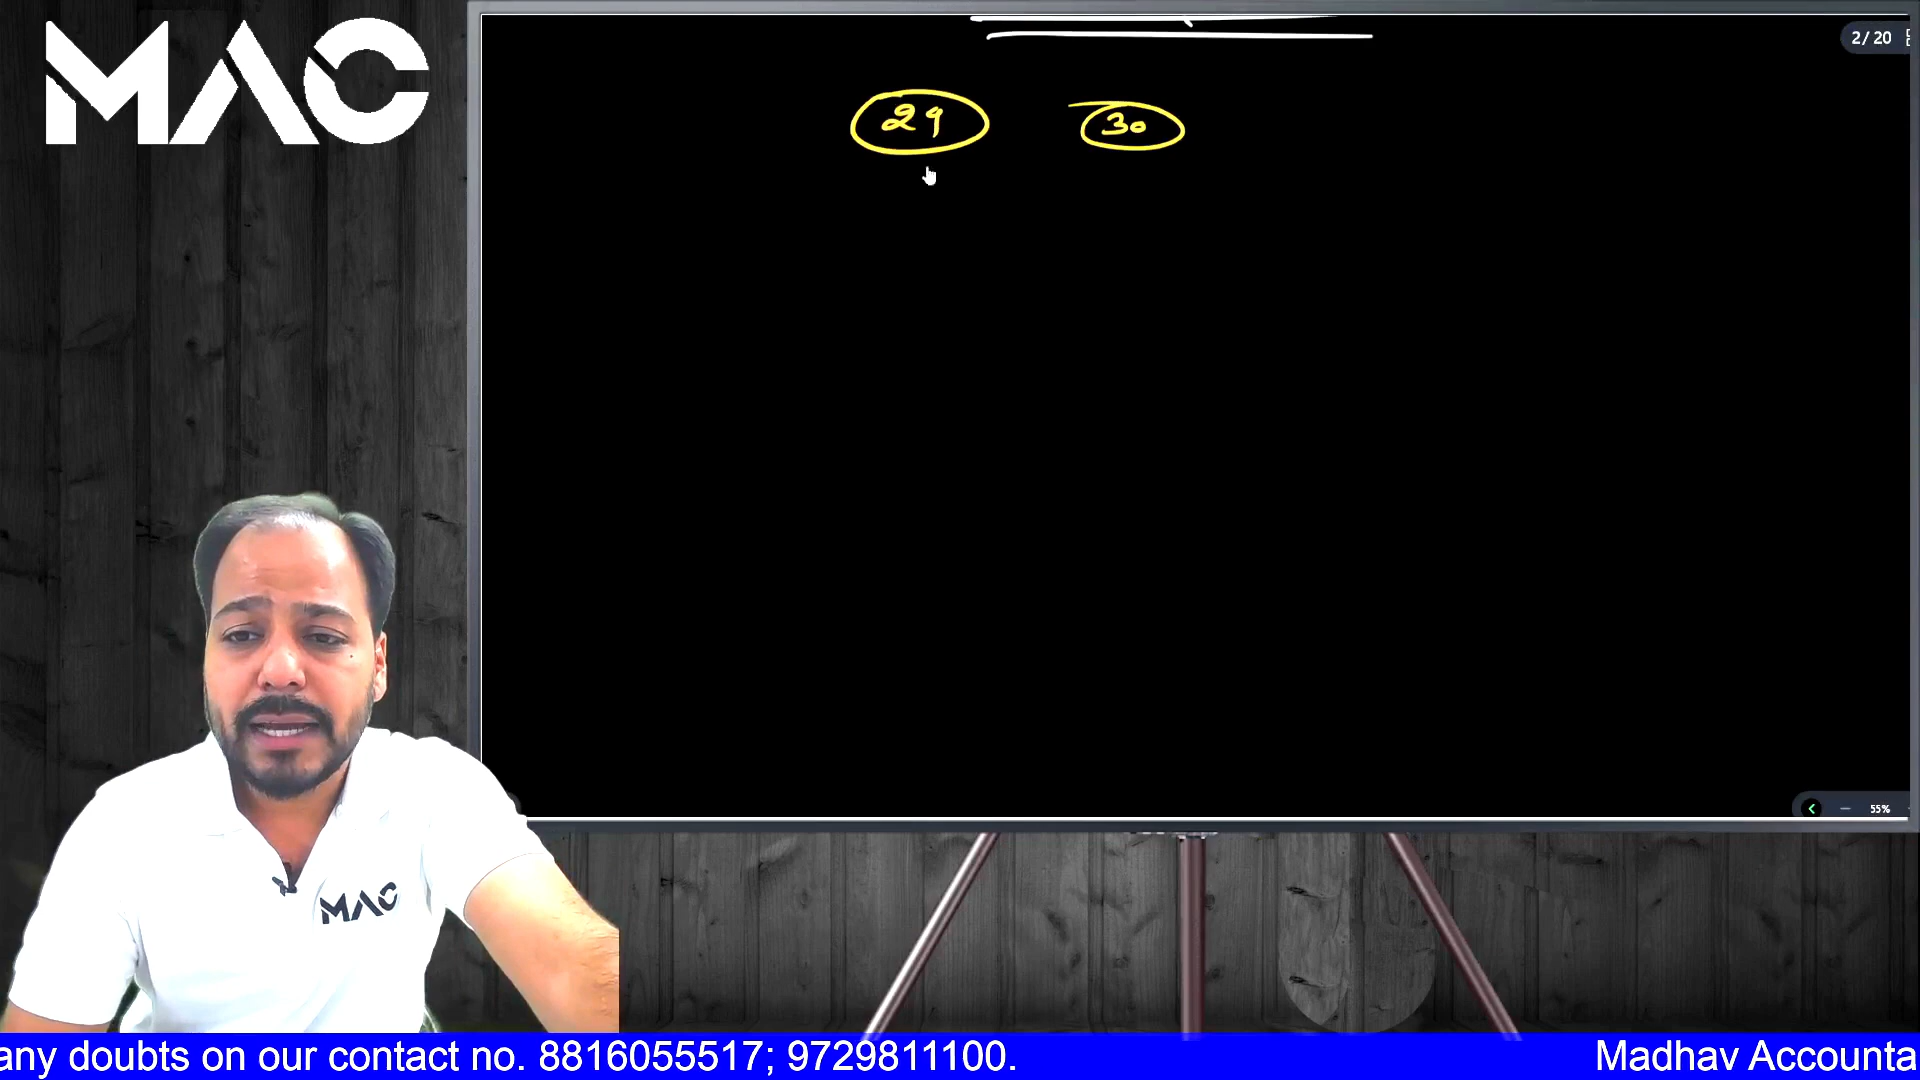 MAC
2/20
29 30
55%
MAC
any doubts on our contact no. 8816055517; 9729811100. Madhav Accounta